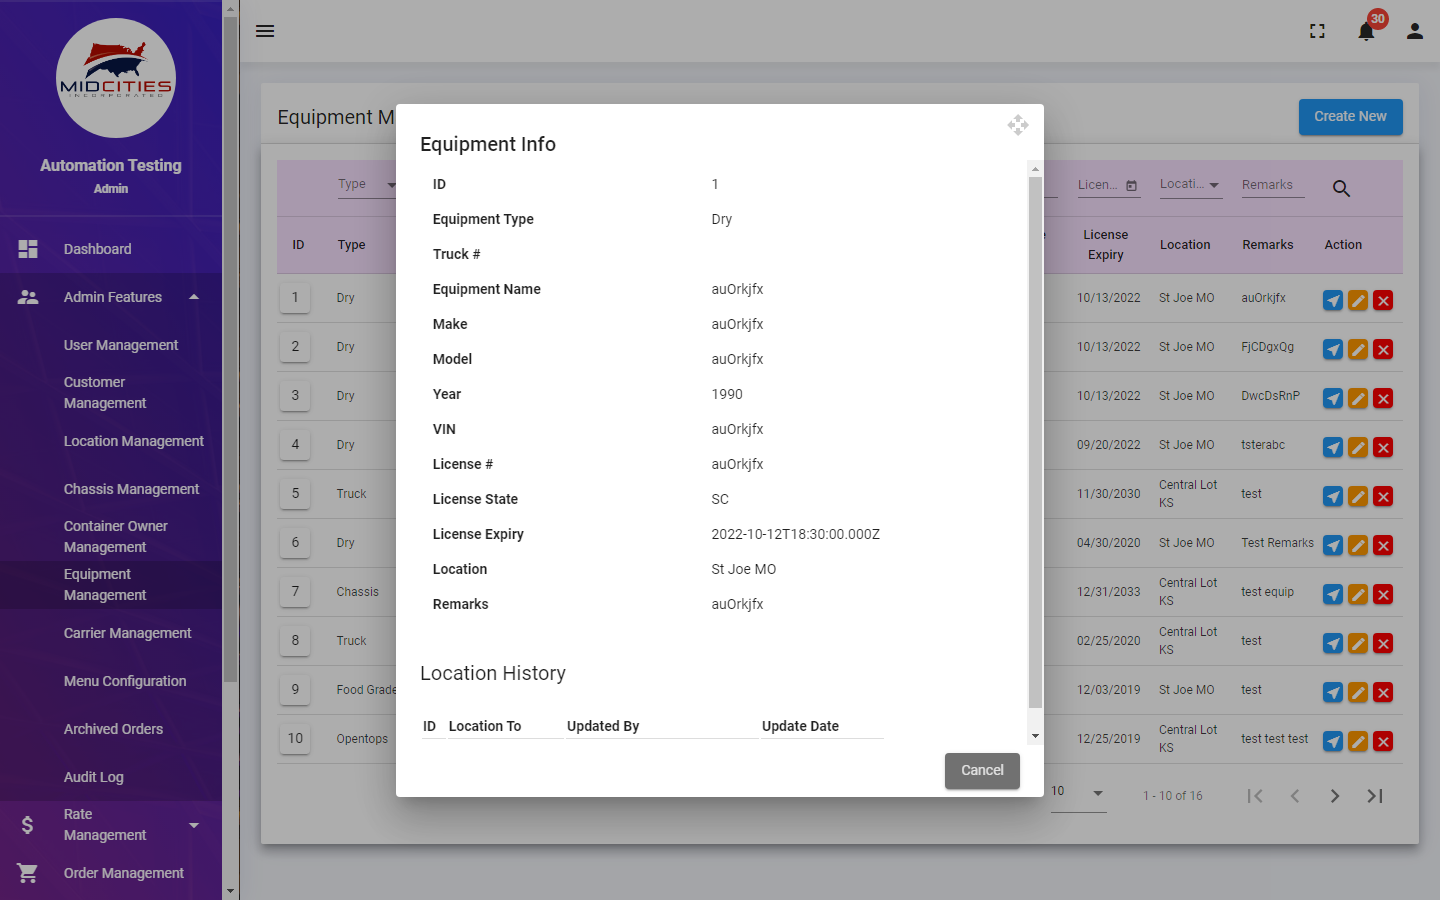 MIDCITIES
INCORPORATED
Automation Testing
Admin
Dashboard
Admin Features
User Management
Customer
Management
Location Management
Chassis Management
Container Owner
Management
Equipment
Management
Carrier Management
Menu Configuration
Archived Orders
Audit Log
Rate
Management
Order Management
30
Equipment M
Create New
Type
Licen...
Locati...
Remarks
ID
Type
e
License
Expiry
Location
Remarks
Action
1 Dry 10/13/2022 St Joe MO auOrkjfx
2 Dry 10/13/2022 St Joe MO FjCDgxQg
3 Dry 10/13/2022 St Joe MO DwcDsRnP
4 Dry 09/20/2022 St Joe MO tsterabc
5 Truck 11/30/2030 Central Lot
KS
test
6 Dry 04/30/2020 St Joe MO Test Remarks
7 Chassis 12/31/2033 Central Lot
KS
test equip
8 Truck 02/25/2020 Central Lot
KS
test
9 Food Grade 12/03/2019 St Joe MO test
10 Opentops 12/25/2019 Central Lot
KS
test test test
10
1 - 10 of 16
Equipment Info
ID 1
Equipment Type Dry
Truck #
Equipment Name auOrkjfx
Make auOrkjfx
Model auOrkjfx
Year 1990
VIN auOrkjfx
License # auOrkjfx
License State SC
License Expiry 2022-10-12T18:30:00.000Z
Location St Joe MO
Remarks auOrkjfx
Location History
ID Location To Updated By Update Date
Cancel